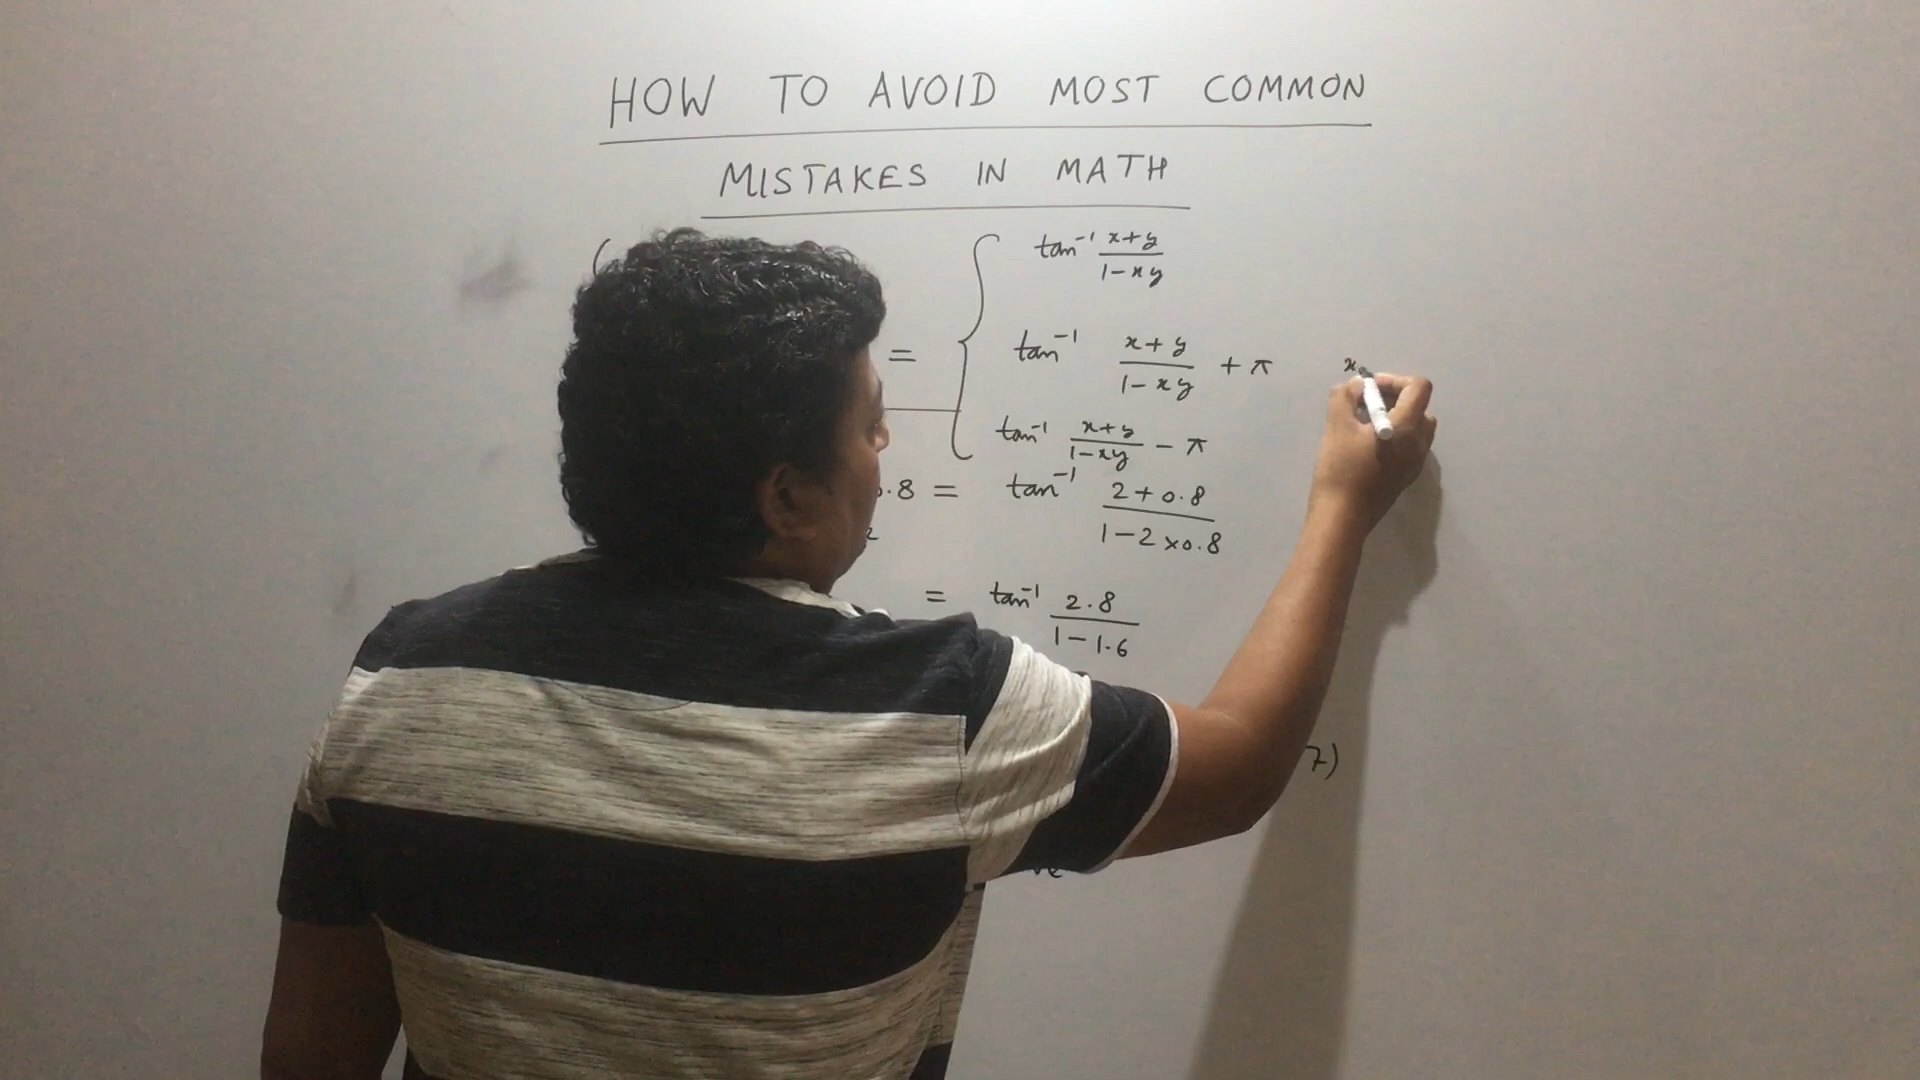 HOW TO AVOID MOST COMMON
MISTAKES IN MATH
(
tan⁻¹ x+y / 1-xy
= { tan⁻¹ x+y / 1-xy + π x
tan⁻¹ x+y / 1-xy - π
.8 = tan⁻¹ 2+0.8 / 1-2×0.8
= tan⁻¹ 2.8 / 1-1.6
7)